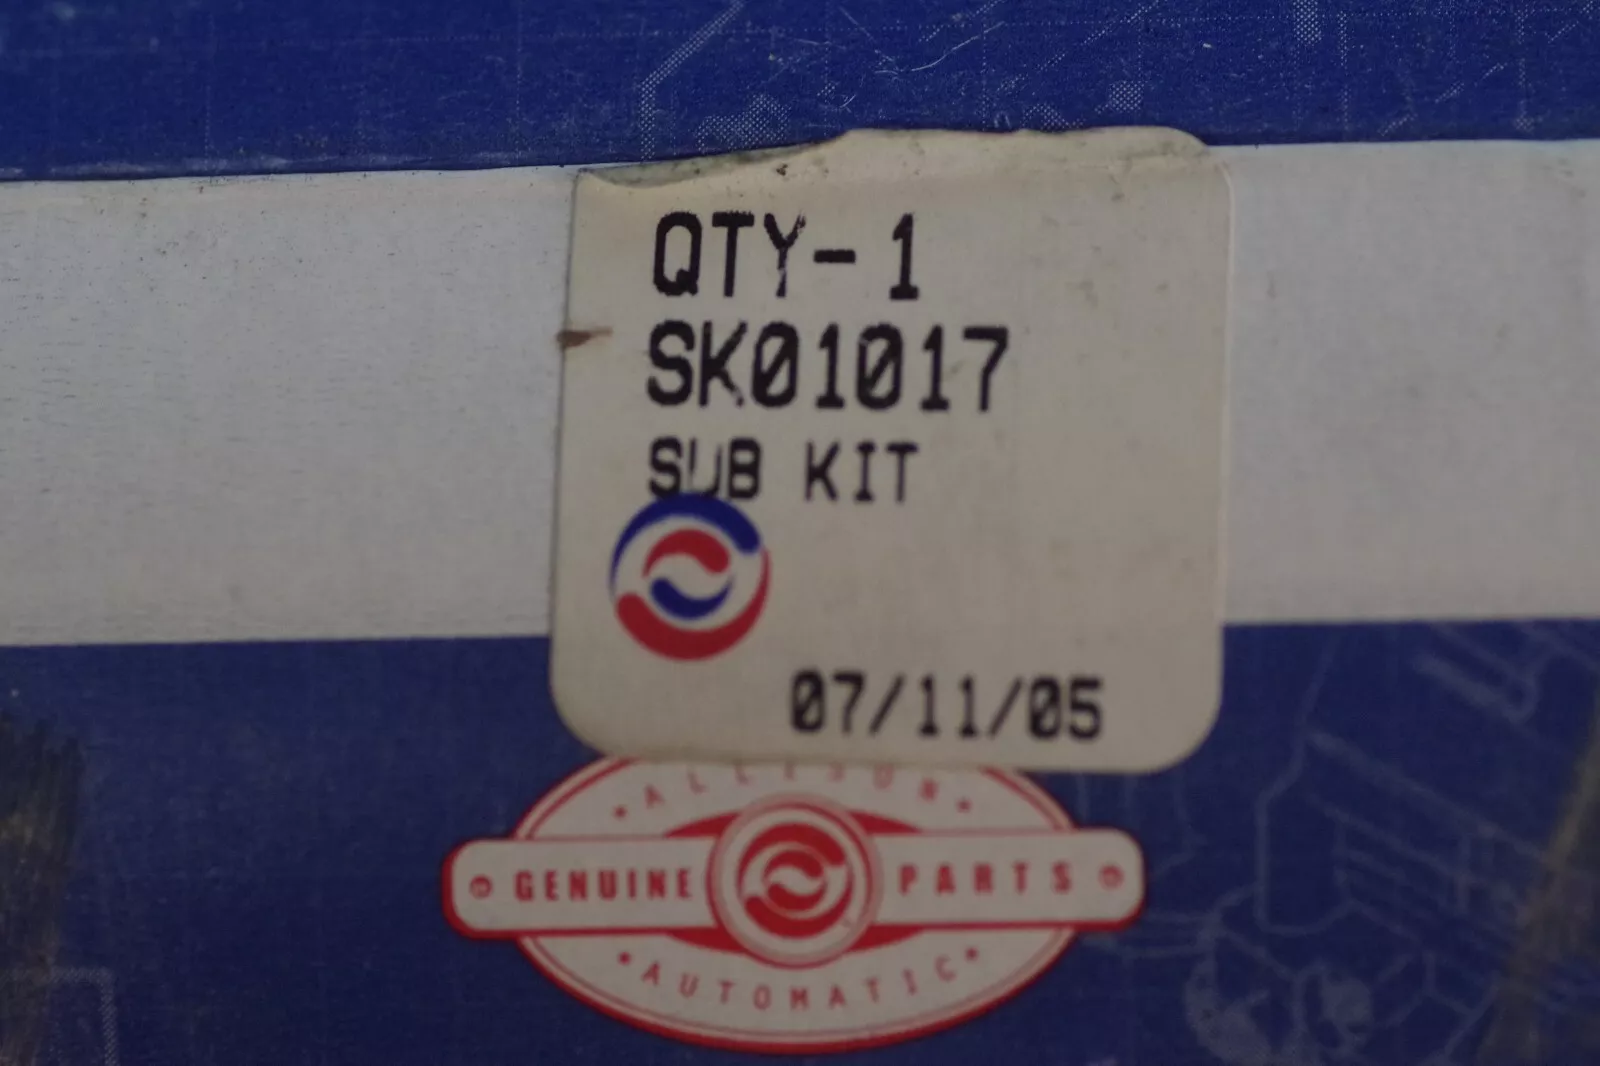 QTY-1
SK01017
SUB KIT
07/11/05
ALLISON
GENUINE PARTS
AUTOMATIC